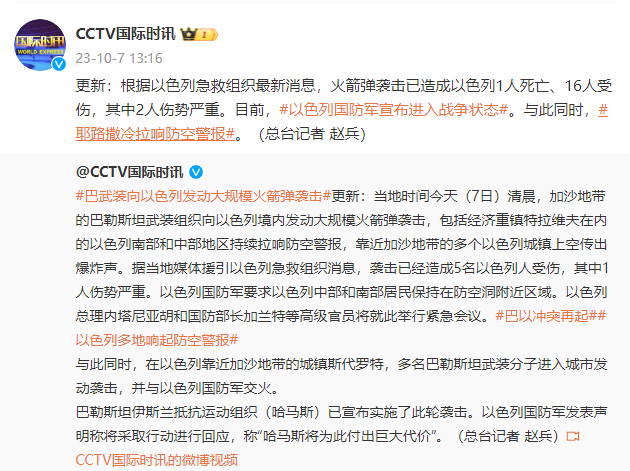 国际时讯
WORLD EXPRESS
CCTV国际时讯
23-10-7 13:16
更新：根据以色列急救组织最新消息，火箭弹袭击已造成以色列1人死亡、16人受
伤，其中2人伤势严重。目前，#以色列国防军宣布进入战争状态#。与此同时，#
耶路撒冷拉响防空警报#。（总台记者 赵兵）
@CCTV国际时讯
#巴武装向以色列发动大规模火箭弹袭击#更新：当地时间今天（7日）清晨，加沙地带
的巴勒斯坦武装组织向以色列境内发动大规模火箭弹袭击，包括经济重镇特拉维夫在内
的以色列南部和中部地区持续拉响防空警报，靠近加沙地带的多个以色列城镇上空传出
爆炸声。据当地媒体援引以色列急救组织消息，袭击已经造成5名以色列人受伤，其中1
人伤势严重。以色列国防军要求以色列中部和南部居民保持在防空洞附近区域。以色列
总理内塔尼亚胡和国防部长加兰特等高级官员将就此举行紧急会议。#巴以冲突再起##
以色列多地响起防空警报#
与此同时，在以色列靠近加沙地带的城镇斯代罗特，多名巴勒斯坦武装分子进入城市发
动袭击，并与以色列国防军交火。
巴勒斯坦伊斯兰抵抗运动组织（哈马斯）已宣布实施了此轮袭击。以色列国防军发表声
明称将采取行动进行回应，称“哈马斯将为此付出巨大代价”。（总台记者 赵兵）
CCTV国际时讯的微博视频